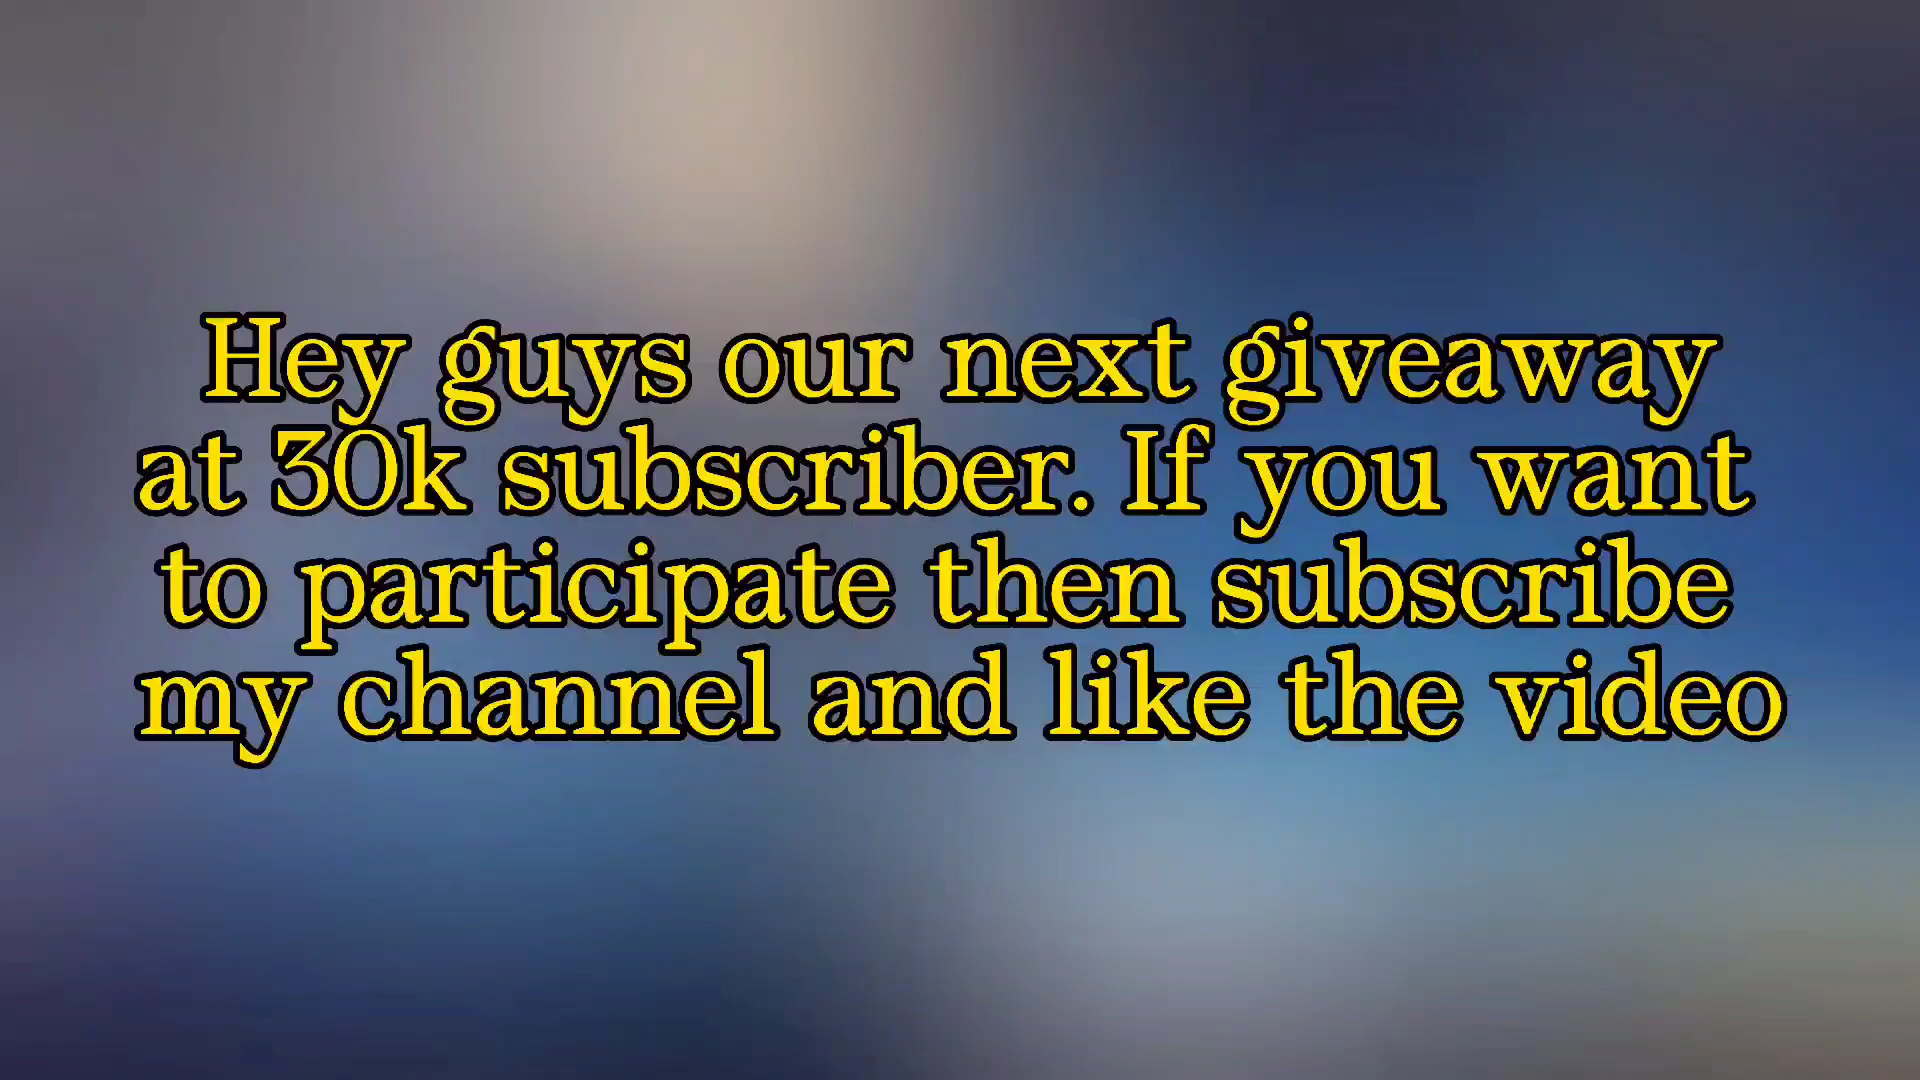 Hey guys our next giveaway
at 30k subscriber. If you want
to participate then subscribe
my channel and like the video